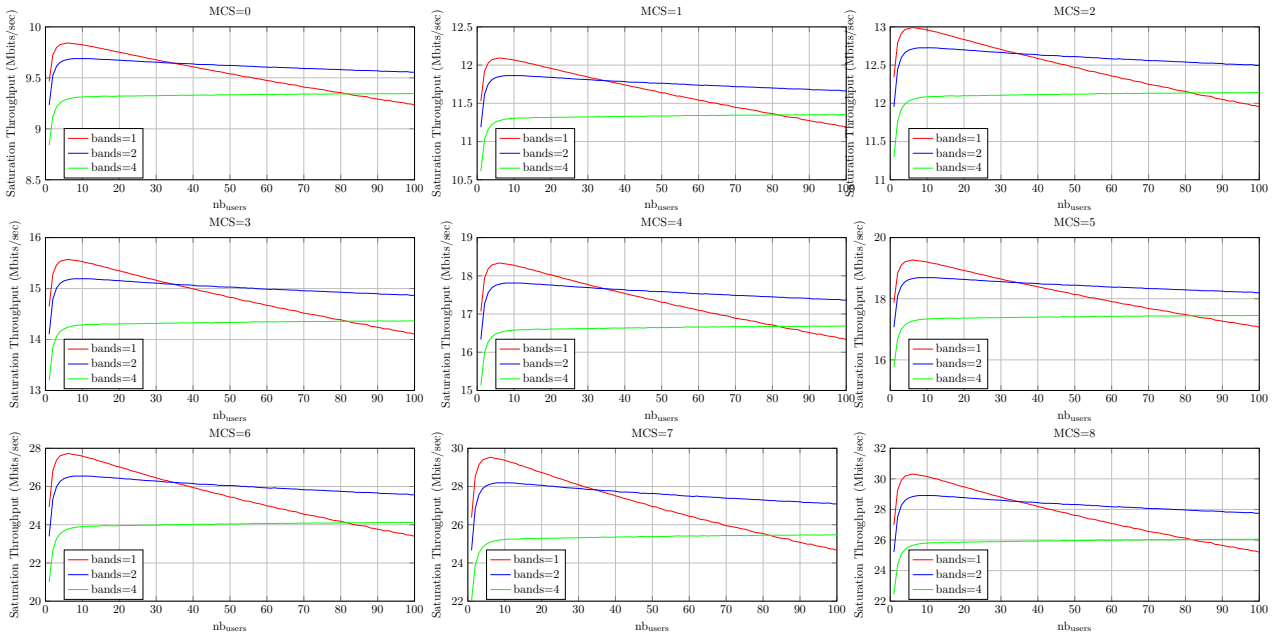 MCS=0
Saturation Throughput (Mbits/sec)
10
9.5
9
8.5
bands=1
bands=2
bands=4
0 10 20 30 40 50 60 70 80 90 100
nb_users
MCS=1
Saturation Throughput (Mbits/sec)
13
12.5
12
11.5
11
10.5
bands=1
bands=2
bands=4
0 10 20 30 40 50 60 70 80 90 100
nb_users
MCS=2
Saturation Throughput (Mbits/sec)
13
12.5
12
11.5
11
bands=1
bands=2
bands=4
0 10 20 30 40 50 60 70 80 90 100
nb_users
MCS=3
Saturation Throughput (Mbits/sec)
16
15
14
13
bands=1
bands=2
bands=4
0 10 20 30 40 50 60 70 80 90 100
nb_users
MCS=4
Saturation Throughput (Mbits/sec)
19
18
17
16
15
bands=1
bands=2
bands=4
0 10 20 30 40 50 60 70 80 90 100
nb_users
MCS=5
Saturation Throughput (Mbits/sec)
20
18
16
bands=1
bands=2
bands=4
0 10 20 30 40 50 60 70 80 90 100
nb_users
MCS=6
Saturation Throughput (Mbits/sec)
28
26
24
22
20
bands=1
bands=2
bands=4
0 10 20 30 40 50 60 70 80 90 100
nb_users
MCS=7
Saturation Throughput (Mbits/sec)
30
28
26
24
22
bands=1
bands=2
bands=4
0 10 20 30 40 50 60 70 80 90 100
nb_users
MCS=8
Saturation Throughput (Mbits/sec)
32
30
28
26
24
22
bands=1
bands=2
bands=4
0 10 20 30 40 50 60 70 80 90 100
nb_users